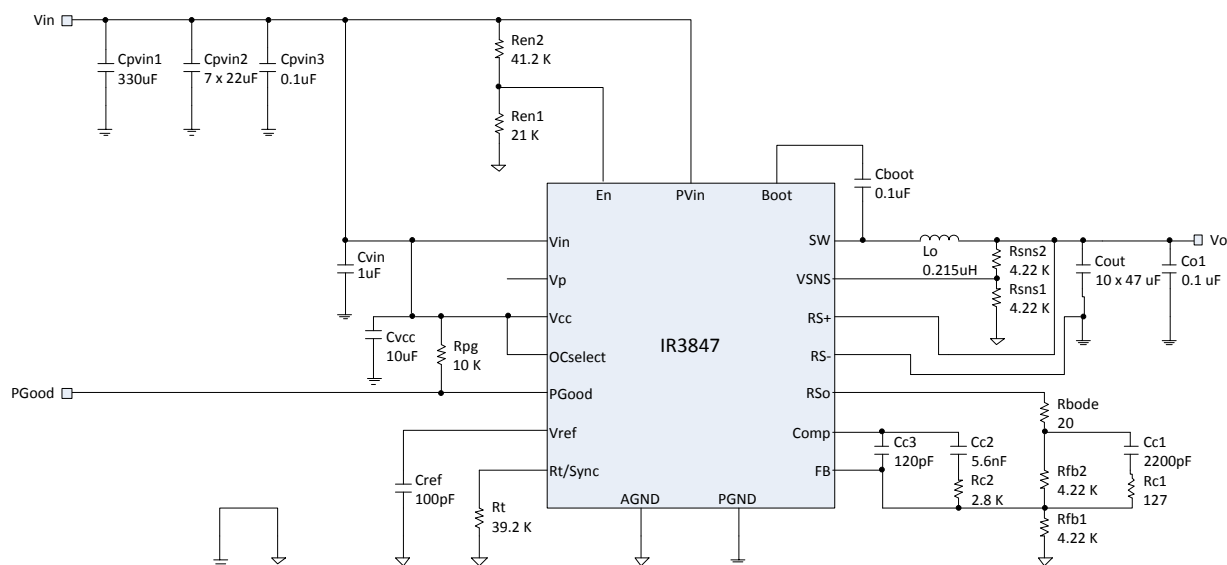 Vin
Cpvin1
330uF
Cpvin2
7 x 22uF
Cpvin3
0.1uF
Ren2
41.2 K
Ren1
21 K
Cboot
0.1uF
En
PVin
Boot
Vin
Vp
Vcc
OCselect
PGood
Vref
Rt/Sync
IR3847
SW
VSNS
RS+
RS-
RSo
Comp
FB
AGND
PGND
Cvin
1uF
Cvcc
10uF
Rpg
10 K
PGood
Cref
100pF
Rt
39.2 K
Lo
0.215uH
Rsns2
4.22 K
Rsns1
4.22 K
Cout
10 x 47 uF
Co1
0.1 uF
Vo
Rbode
20
Cc3
120pF
Cc2
5.6nF
Rc2
2.8 K
Rfb2
4.22 K
Cc1
2200pF
Rc1
127
Rfb1
4.22 K